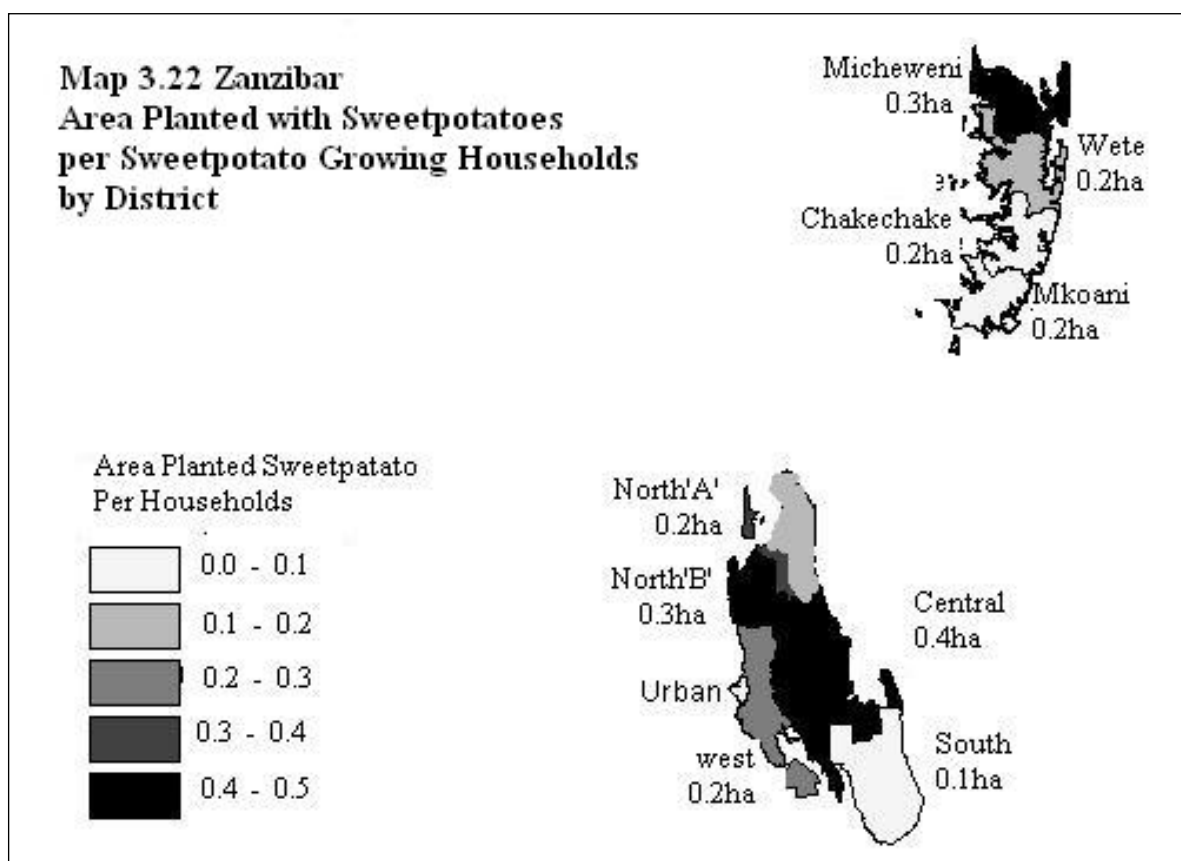 Map 3.22 Zanzibar
Area Planted with Sweetpotatoes
per Sweetpotato Growing Households
by District
Micheweni
0.3ha
Wete
0.2ha
Chakechake
0.2ha
Mkoani
0.2ha
Area Planted Sweetpatato
Per Households
0.0 - 0.1
0.1 - 0.2
0.2 - 0.3
0.3 - 0.4
0.4 - 0.5
North'A'
0.2ha
North'B'
0.3ha
Central
0.4ha
Urban
west
0.2ha
South
0.1ha